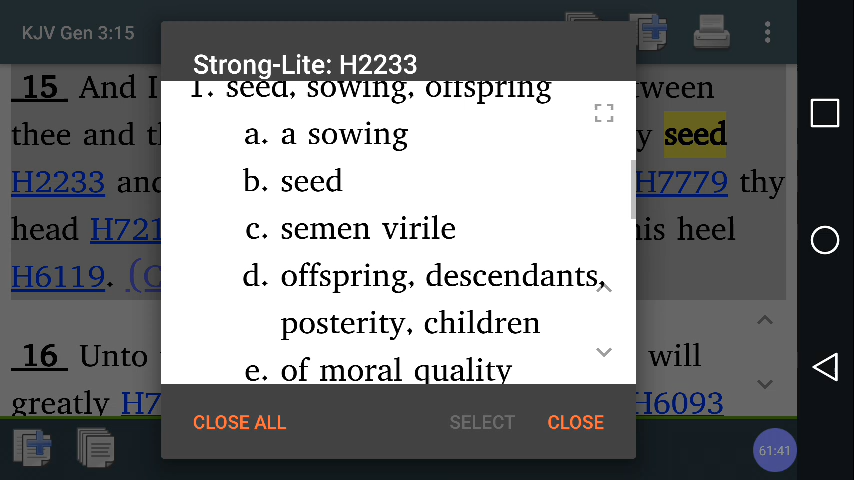 KJV Gen 3:15
Strong-Lite: H2233
1. seed, sowing, offspring
a. a sowing
b. seed
c. semen virile
d. offspring, descendants,
posterity, children
e. of moral quality
CLOSE ALL SELECT CLOSE
15 And I tween
thee and th y seed
H2233 and H7779 thy
head H721 his heel
H6119. (C
16 Unto will
greatly H7 H6093
61:41